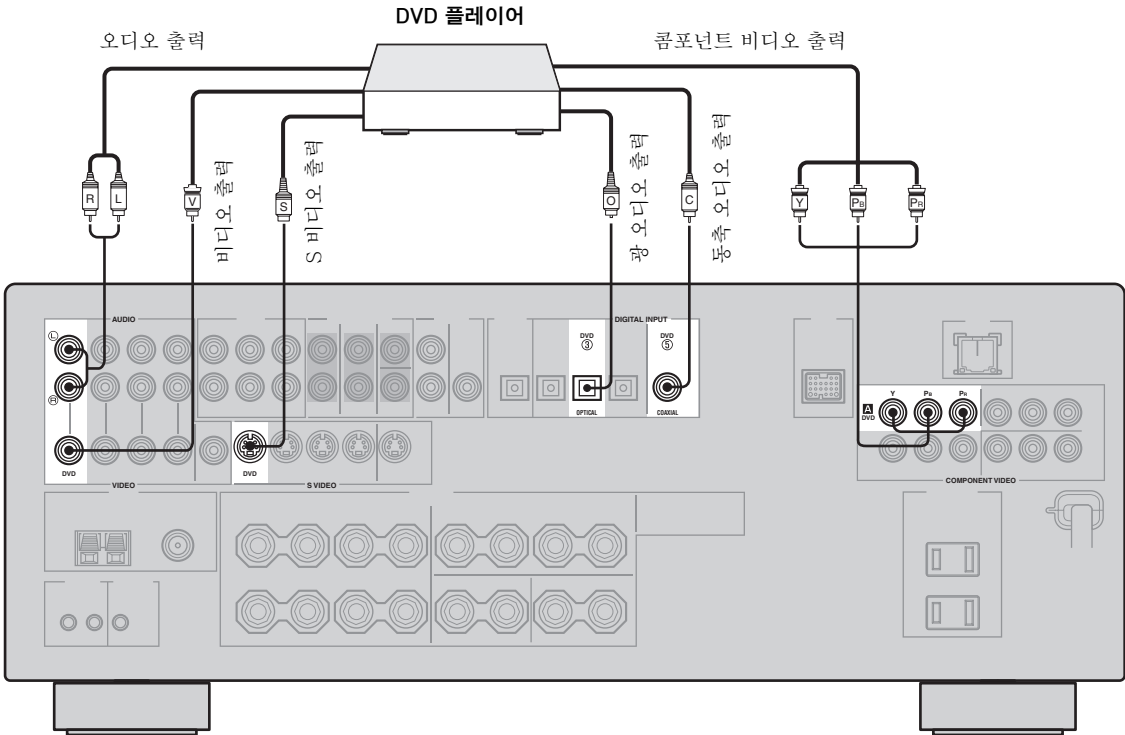 DVD 플레이어
오디오 출력
콤포넌트 비디오 출력
비디오 출력
S 비디오 출력
광 오디오 출력
동축 오디오 출력
R
L
V
S
O
C
Y
PB
PR
AUDIO
DIGITAL INPUT
L
R
DVD
③
DVD
⑤
OPTICAL
COAXIAL
A
DVD
Y
PB
PR
DVD
DVD
VIDEO
S VIDEO
COMPONENT VIDEO